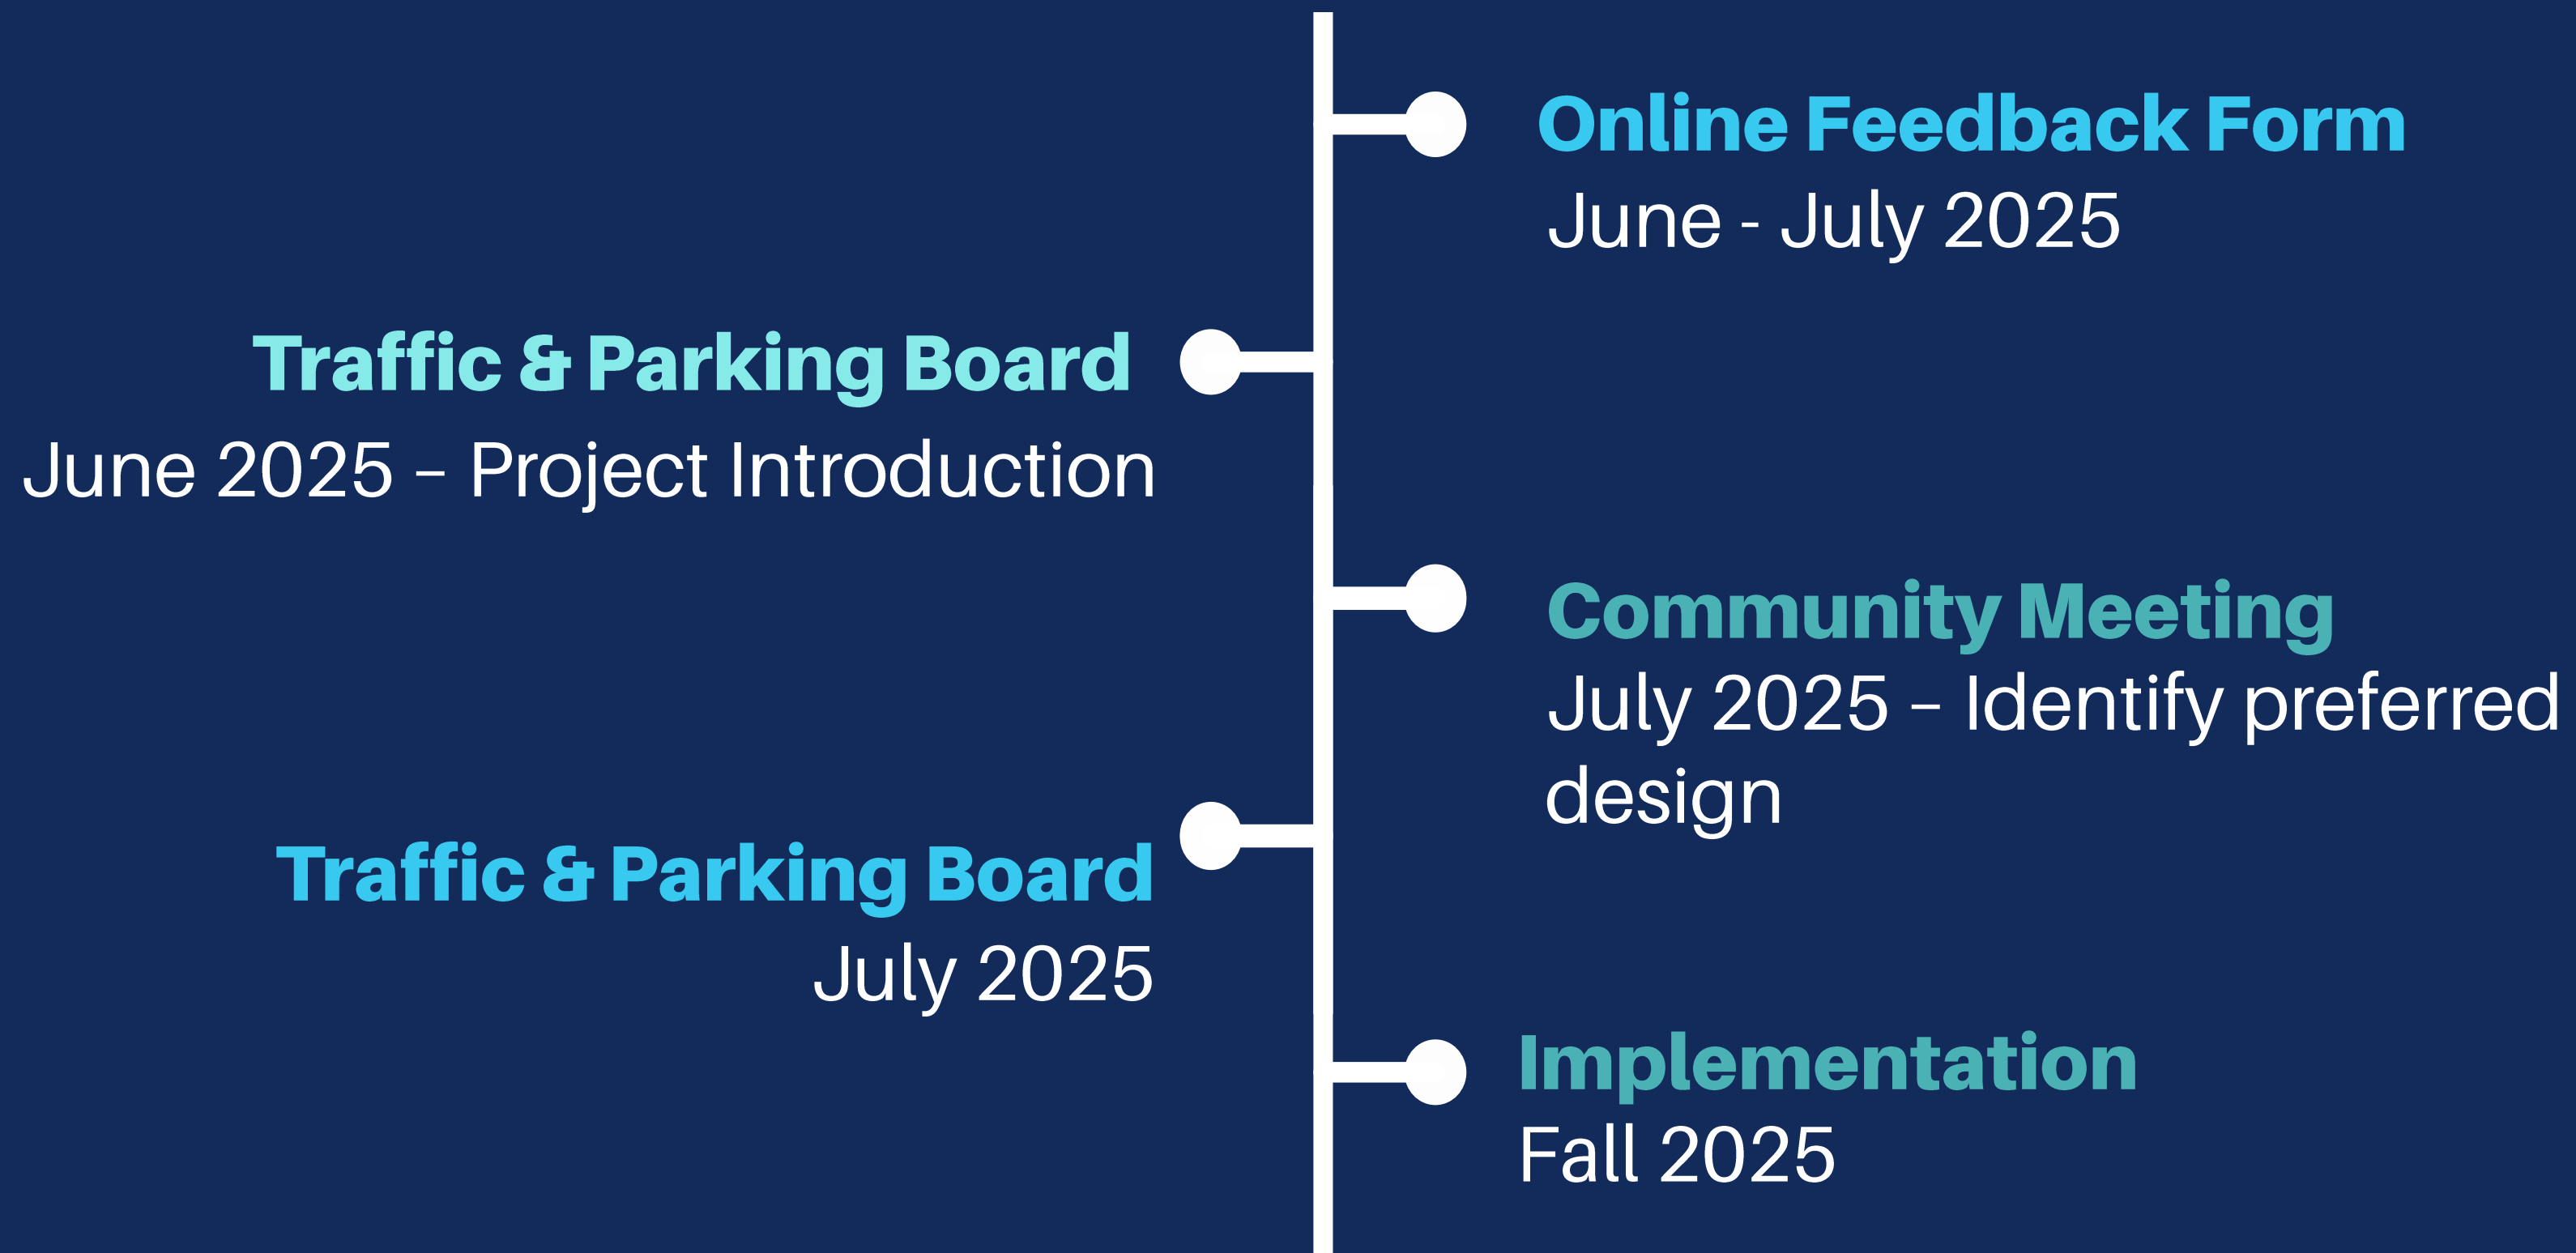 Online Feedback Form
June - July 2025
Traffic & Parking Board
June 2025 – Project Introduction
Community Meeting
July 2025 – Identify preferred
design
Traffic & Parking Board
July 2025
Implementation
Fall 2025